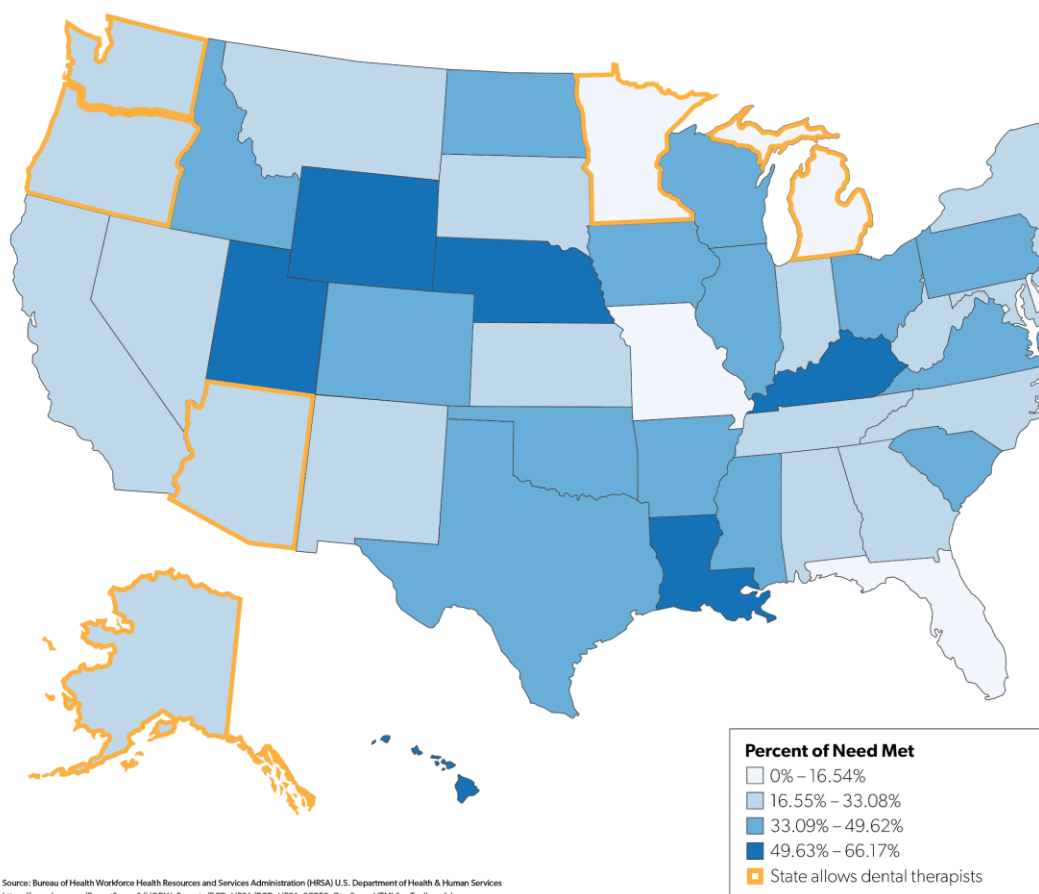 Percent of Need Met
0% – 16.54%
16.55% – 33.08%
33.09% – 49.62%
49.63% – 66.17%
State allows dental therapists
Source: Bureau of Health Workforce Health Resources and Services Administration (HRSA) U.S. Department of Health & Human Services